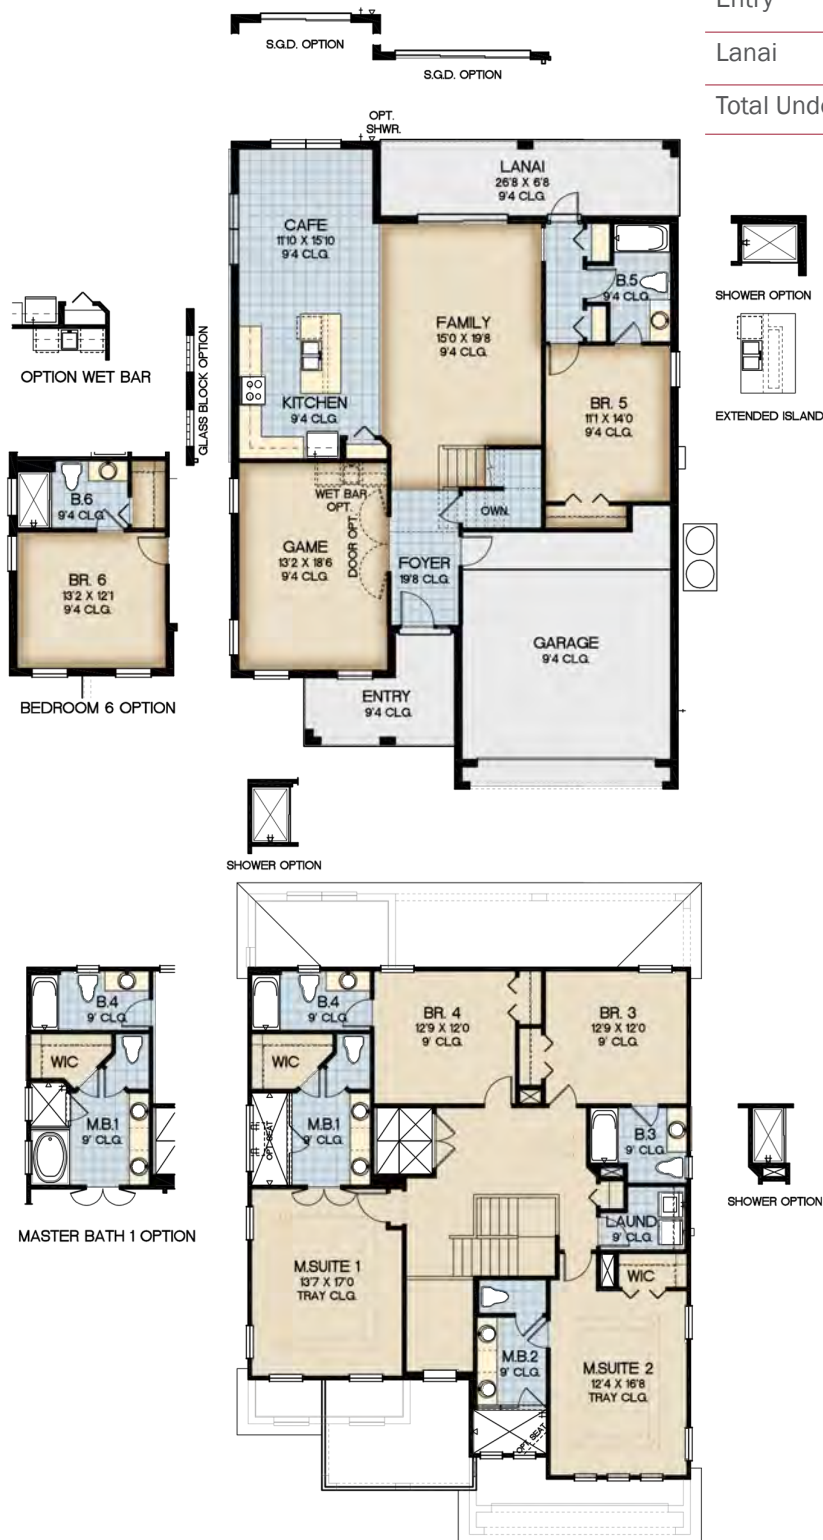 Entry
Lanai
S.G.D. OPTION
S.G.D. OPTION
OPT.
SHWR.
LANAI
26'8 X 6'8
9'4 CLG.
CAFE
11'10 X 15'10
9'4 CLG.
B.5
9'4 CLG.
SHOWER OPTION
FAMILY
15'0 X 19'8
9'4 CLG.
OPTION WET BAR
GLASS BLOCK OPTION
KITCHEN
9'4 CLG.
BR. 5
11'1 X 14'0
9'4 CLG.
EXTENDED ISLAND
B.6
9'4 CLG.
BR. 6
13'2 X 12'1
9'4 CLG.
BEDROOM 6 OPTION
WET BAR
OPT.
DOOR OPT.
GAME
13'2 X 18'6
9'4 CLG.
OWN.
FOYER
19'8 CLG.
GARAGE
9'4 CLG.
ENTRY
9'4 CLG.
SHOWER OPTION
B.4
9' CLG.
WIC
M.B.1
9' CLG.
MASTER BATH 1 OPTION
B.4
9' CLG.
BR. 4
12'9 X 12'0
9' CLG.
BR. 3
12'9 X 12'0
9' CLG.
WIC
OPT. SEAT
M.B.1
9' CLG.
B.3
9' CLG.
SHOWER OPTION
LAUND
9' CLG.
M.SUITE 1
13'7 X 17'0
TRAY CLG.
WIC
M.B.2
9' CLG.
M.SUITE 2
12'4 X 16'8
TRAY CLG.
OPT. SEAT